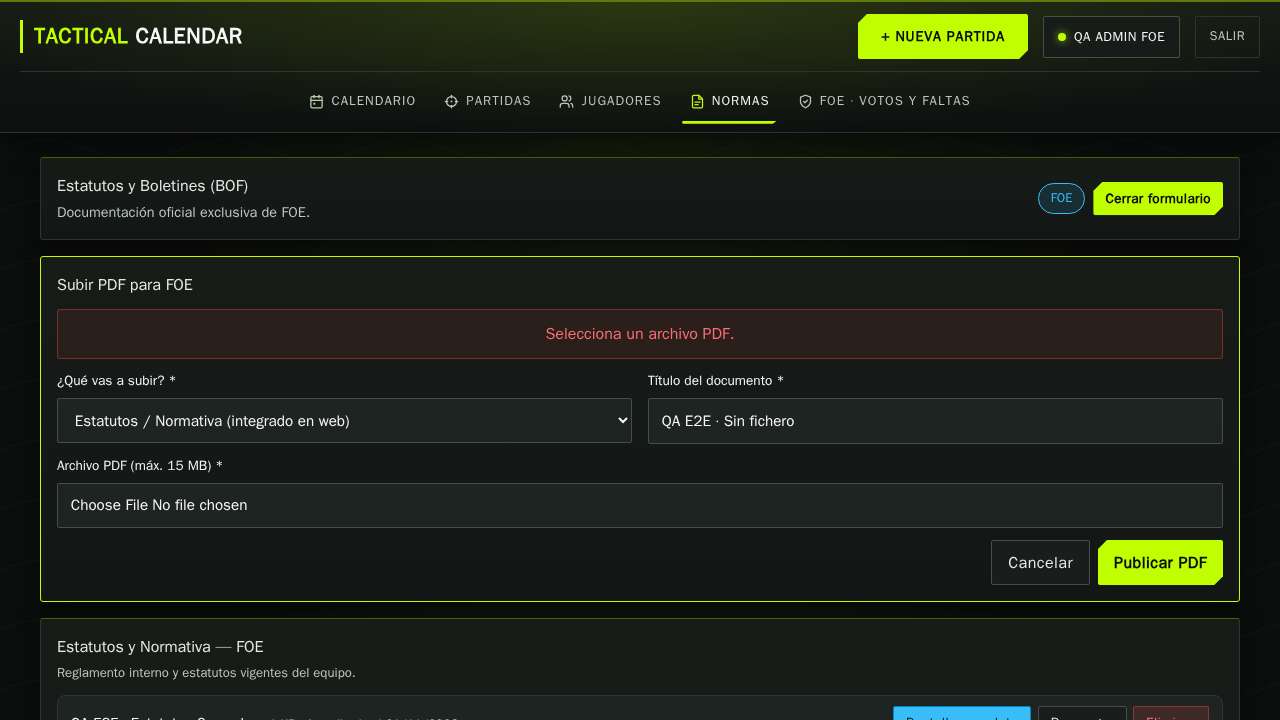 TACTICAL CALENDAR
+ NUEVA PARTIDA
QA ADMIN FOE
SALIR
CALENDARIO
PARTIDAS
JUGADORES
NORMAS
FOE · VOTOS Y FALTAS
Estatutos y Boletines (BOF)
Documentación oficial exclusiva de FOE.
FOE
Cerrar formulario
Subir PDF para FOE
Selecciona un archivo PDF.
¿Qué vas a subir? *
Título del documento *
Estatutos / Normativa (integrado en web)
QA E2E · Sin fichero
Archivo PDF (máx. 15 MB) *
Choose File No file chosen
Cancelar
Publicar PDF
Estatutos y Normativa — FOE
Reglamento interno y estatutos vigentes del equipo.